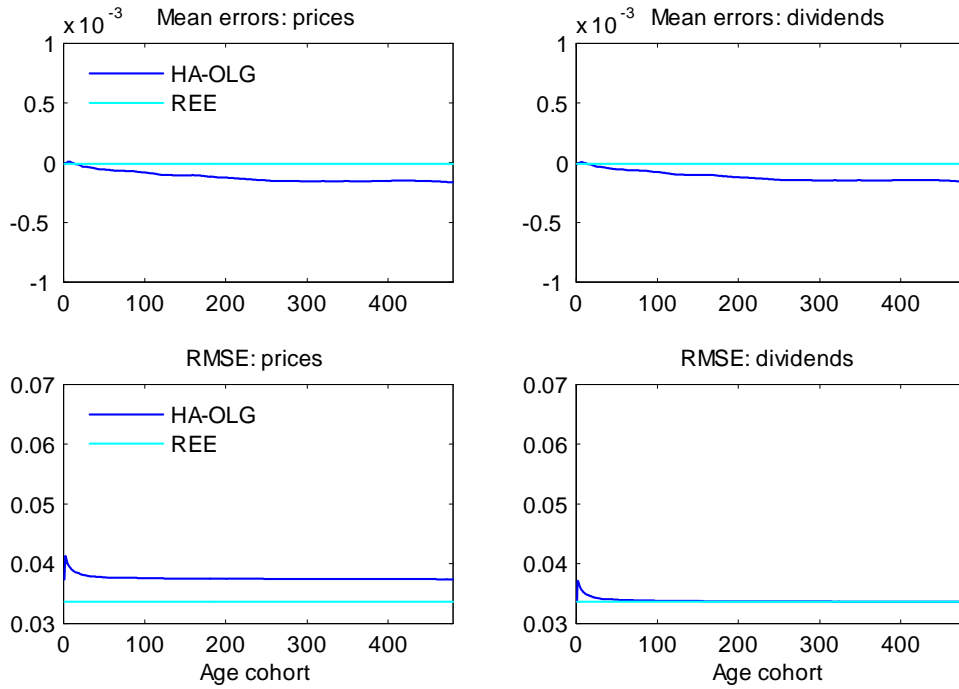 x 10^-3
Mean errors: prices
1
0.5
0
-0.5
-1
HA-OLG
REE
0 100 200 300 400
x 10^-3
Mean errors: dividends
1
0.5
0
-0.5
-1
0 100 200 300 400
RMSE: prices
0.07
0.06
0.05
0.04
0.03
HA-OLG
REE
0 100 200 300 400
Age cohort
RMSE: dividends
0.07
0.06
0.05
0.04
0.03
0 100 200 300 400
Age cohort